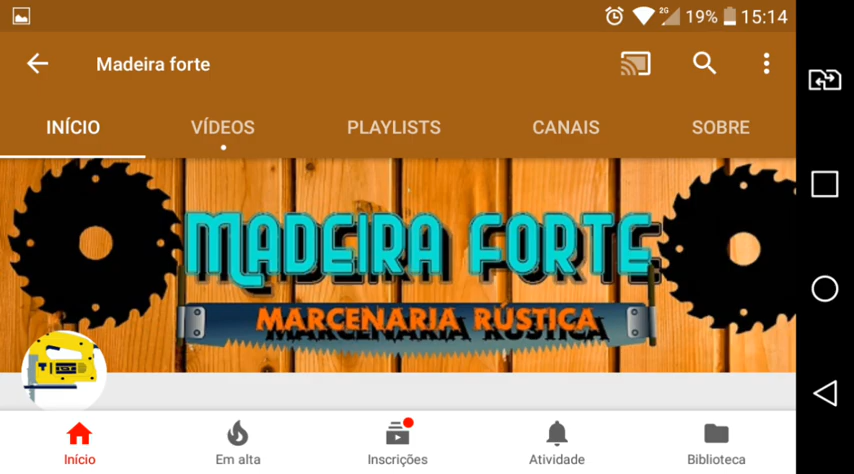 2G 19% 15:14
Madeira forte
INÍCIO VÍDEOS PLAYLISTS CANAIS SOBRE
MADEIRA FORTE
MARCENARIA RÚSTICA
Início Em alta Inscrições Atividade Biblioteca